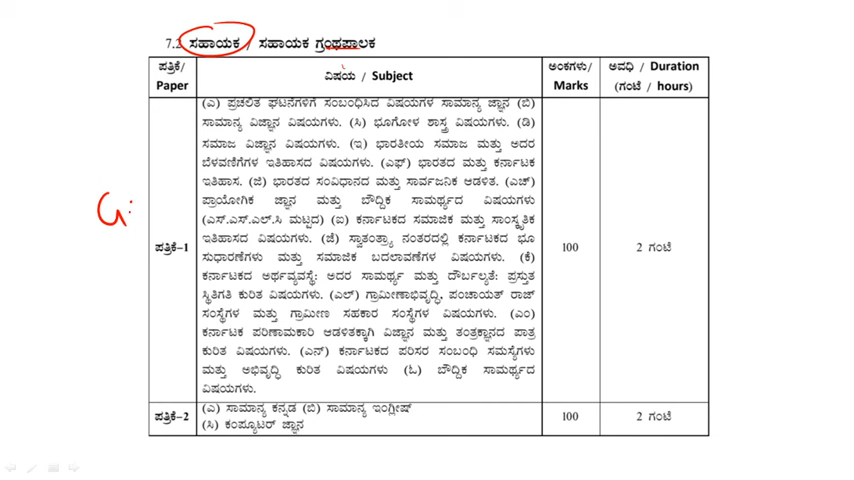 7.2 ಸಹಾಯಕ / ಸಹಾಯಕ ಗ್ರಂಥಪಾಲಕ
ಪತ್ರಿಕೆ/ Paper
ವಿಷಯ / Subject
ಅಂಕಗಳು/ Marks
ಅವಧಿ / Duration (ಗಂಟೆ / hours)
ಪತ್ರಿಕೆ–1
(ಎ) ಪ್ರಚಲಿತ ಘಟನೆಗಳಿಗೆ ಸಂಬಂಧಿಸಿದ ವಿಷಯಗಳ ಸಾಮಾನ್ಯ ಜ್ಞಾನ (ಬಿ)
ಸಾಮಾನ್ಯ ವಿಜ್ಞಾನ ವಿಷಯಗಳು. (ಸಿ) ಭೂಗೋಳ ಶಾಸ್ತ್ರ ವಿಷಯಗಳು. (ಡಿ)
ಸಮಾಜ ವಿಜ್ಞಾನ ವಿಷಯಗಳು. (ಇ) ಭಾರತೀಯ ಸಮಾಜ ಮತ್ತು ಅದರ
ಬೆಳವಣಿಗೆಗಳ ಇತಿಹಾಸದ ವಿಷಯಗಳು. (ಎಫ್) ಭಾರತದ ಮತ್ತು ಕರ್ನಾಟಕ
ಇತಿಹಾಸ. (ಜಿ) ಭಾರತದ ಸಂವಿಧಾನದ ಮತ್ತು ಸಾರ್ವಜನಿಕ ಆಡಳಿತ. (ಎಚ್)
ಪ್ರಾಯೋಗಿಕ ಜ್ಞಾನ ಮತ್ತು ಬೌದ್ದಿಕ ಸಾಮರ್ಥ್ಯದ ವಿಷಯಗಳು
(ಎಸ್.ಎಸ್.ಎಲ್.ಸಿ ಮಟ್ಟದ) (ಐ) ಕರ್ನಾಟಕದ ಸಮಾಜಿಕ ಮತ್ತು ಸಾಂಸ್ಕೃತಿಕ
ಇತಿಹಾಸದ ವಿಷಯಗಳು. (ಜೆ) ಸ್ವಾತಂತ್ರ್ಯಾ ನಂತರದಲ್ಲಿ ಕರ್ನಾಟಕದ ಭೂ
ಸುಧಾರಣೆಗಳು ಮತ್ತು ಸಮಾಜಿಕ ಬದಲಾವಣೆಗಳ ವಿಷಯಗಳು. (ಕೆ)
ಕರ್ನಾಟಕದ ಅರ್ಥವ್ಯವಸ್ಥೆ: ಅದರ ಸಾಮರ್ಥ್ಯ ಮತ್ತು ದೌರ್ಬಲ್ಯತೆ: ಪ್ರಸ್ತುತ
ಸ್ಥಿತಿಗತಿ ಕುರಿತ ವಿಷಯಗಳು. (ಎಲ್) ಗ್ರಾಮೀಣಾಭಿವೃದ್ಧಿ, ಪಂಚಾಯತ್ ರಾಜ್
ಸಂಸ್ಥೆಗಳ ಮತ್ತು ಗ್ರಾಮೀಣ ಸಹಕಾರ ಸಂಸ್ಥೆಗಳ ವಿಷಯಗಳು. (ಎಂ)
ಕರ್ನಾಟಕ ಪರಿಣಾಮಕಾರಿ ಆಡಳಿತಕ್ಕಾಗಿ ವಿಜ್ಞಾನ ಮತ್ತು ತಂತ್ರಜ್ಞಾನದ ಪಾತ್ರ
ಕುರಿತ ವಿಷಯಗಳು. (ಎನ್) ಕರ್ನಾಟಕದ ಪರಿಸರ ಸಂಬಂಧಿ ಸಮಸ್ಯೆಗಳು
ಮತ್ತು ಅಭಿವೃದ್ಧಿ ಕುರಿತ ವಿಷಯಗಳು (ಓ) ಬೌದ್ದಿಕ ಸಾಮರ್ಥ್ಯದ
ವಿಷಯಗಳು.
100
2 ಗಂಟೆ
ಪತ್ರಿಕೆ–2
(ಎ) ಸಾಮಾನ್ಯ ಕನ್ನಡ (ಬಿ) ಸಾಮಾನ್ಯ ಇಂಗ್ಲೀಷ್
(ಸಿ) ಕಂಪ್ಯೂಟರ್ ಜ್ಞಾನ
100
2 ಗಂಟೆ